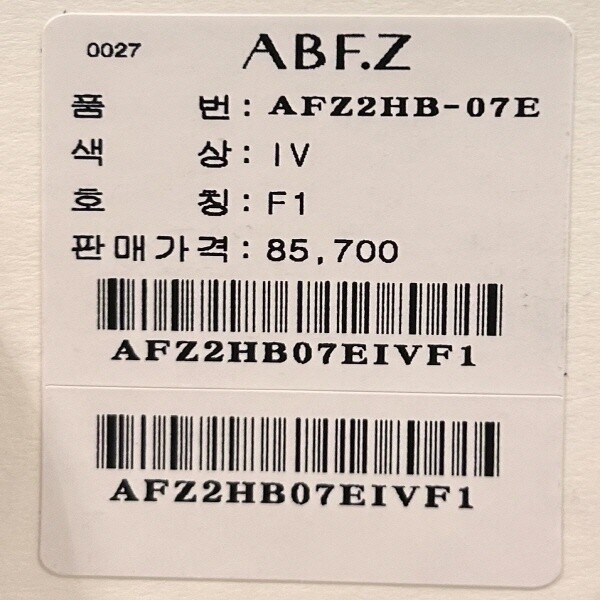 0027 ABF.Z
품 번: AFZ2HB-07E
색 상: IV
호 칭: F1
판매가격: 85,700
AFZ2HB07EIVF1
AFZ2HB07EIVF1